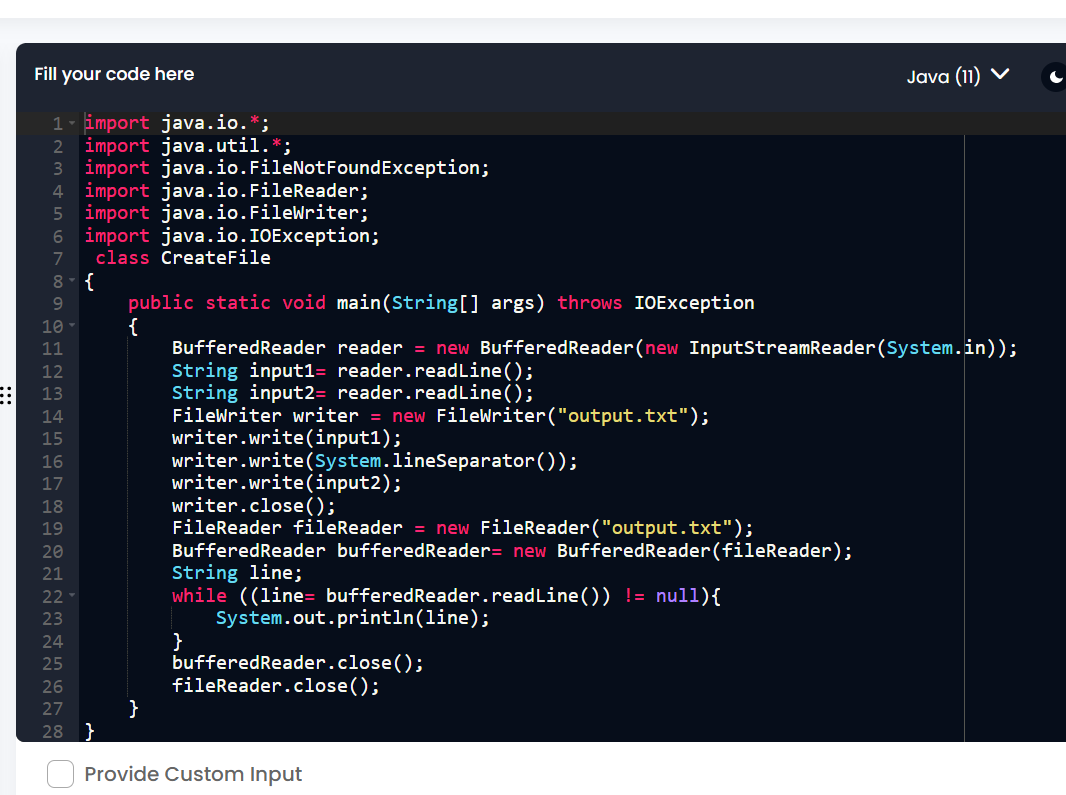 Fill your code here
Java (11)
1 import java.io.*;
2 import java.util.*;
3 import java.io.FileNotFoundException;
4 import java.io.FileReader;
5 import java.io.FileWriter;
6 import java.io.IOException;
7  class CreateFile
8 {
9     public static void main(String[] args) throws IOException
10     {
11         BufferedReader reader = new BufferedReader(new InputStreamReader(System.in));
12         String input1= reader.readLine();
13         String input2= reader.readLine();
14         FileWriter writer = new FileWriter("output.txt");
15         writer.write(input1);
16         writer.write(System.lineSeparator());
17         writer.write(input2);
18         writer.close();
19         FileReader fileReader = new FileReader("output.txt");
20         BufferedReader bufferedReader= new BufferedReader(fileReader);
21         String line;
22         while ((line= bufferedReader.readLine()) != null){
23             System.out.println(line);
24         }
25         bufferedReader.close();
26         fileReader.close();
27     }
28 }
Provide Custom Input